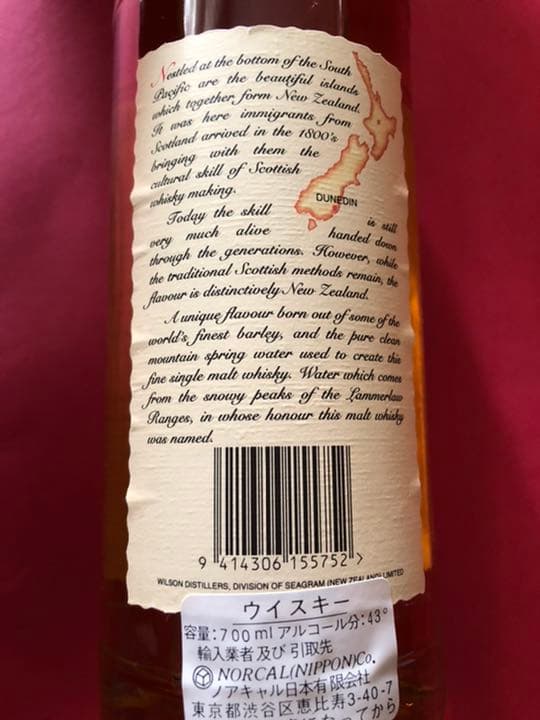 Nestled at the bottom of the South
Pacific are the beautiful islands
which together form New Zealand.
It was here immigrants from
Scotland arrived in the 1800's
bringing with them the
cultural skill of Scottish
whisky making.
DUNEDIN
Today the skill is still
very much alive handed down
through the generations. However, while
the traditional Scottish methods remain, the
flavour is distinctively New Zealand.
A unique flavour born out of some of the
world's finest barley, and the pure clean
mountain spring water used to create this
fine single malt whisky. Water which comes
from the snowy peaks of the Lammerlaw
Ranges, in whose honour this malt whisky
was named.
9 414306 155752 >
WILSON DISTILLERS, DIVISION OF SEAGRAM (NEW ZEALAND) LIMITED
ウイスキー
容量:700ml アルコール分:43°
輸入業者及び引取先
NORCAL(NIPPON)Co.
ノアキャル日本有限会社
東京都渋谷区恵比寿3-40-7
てから